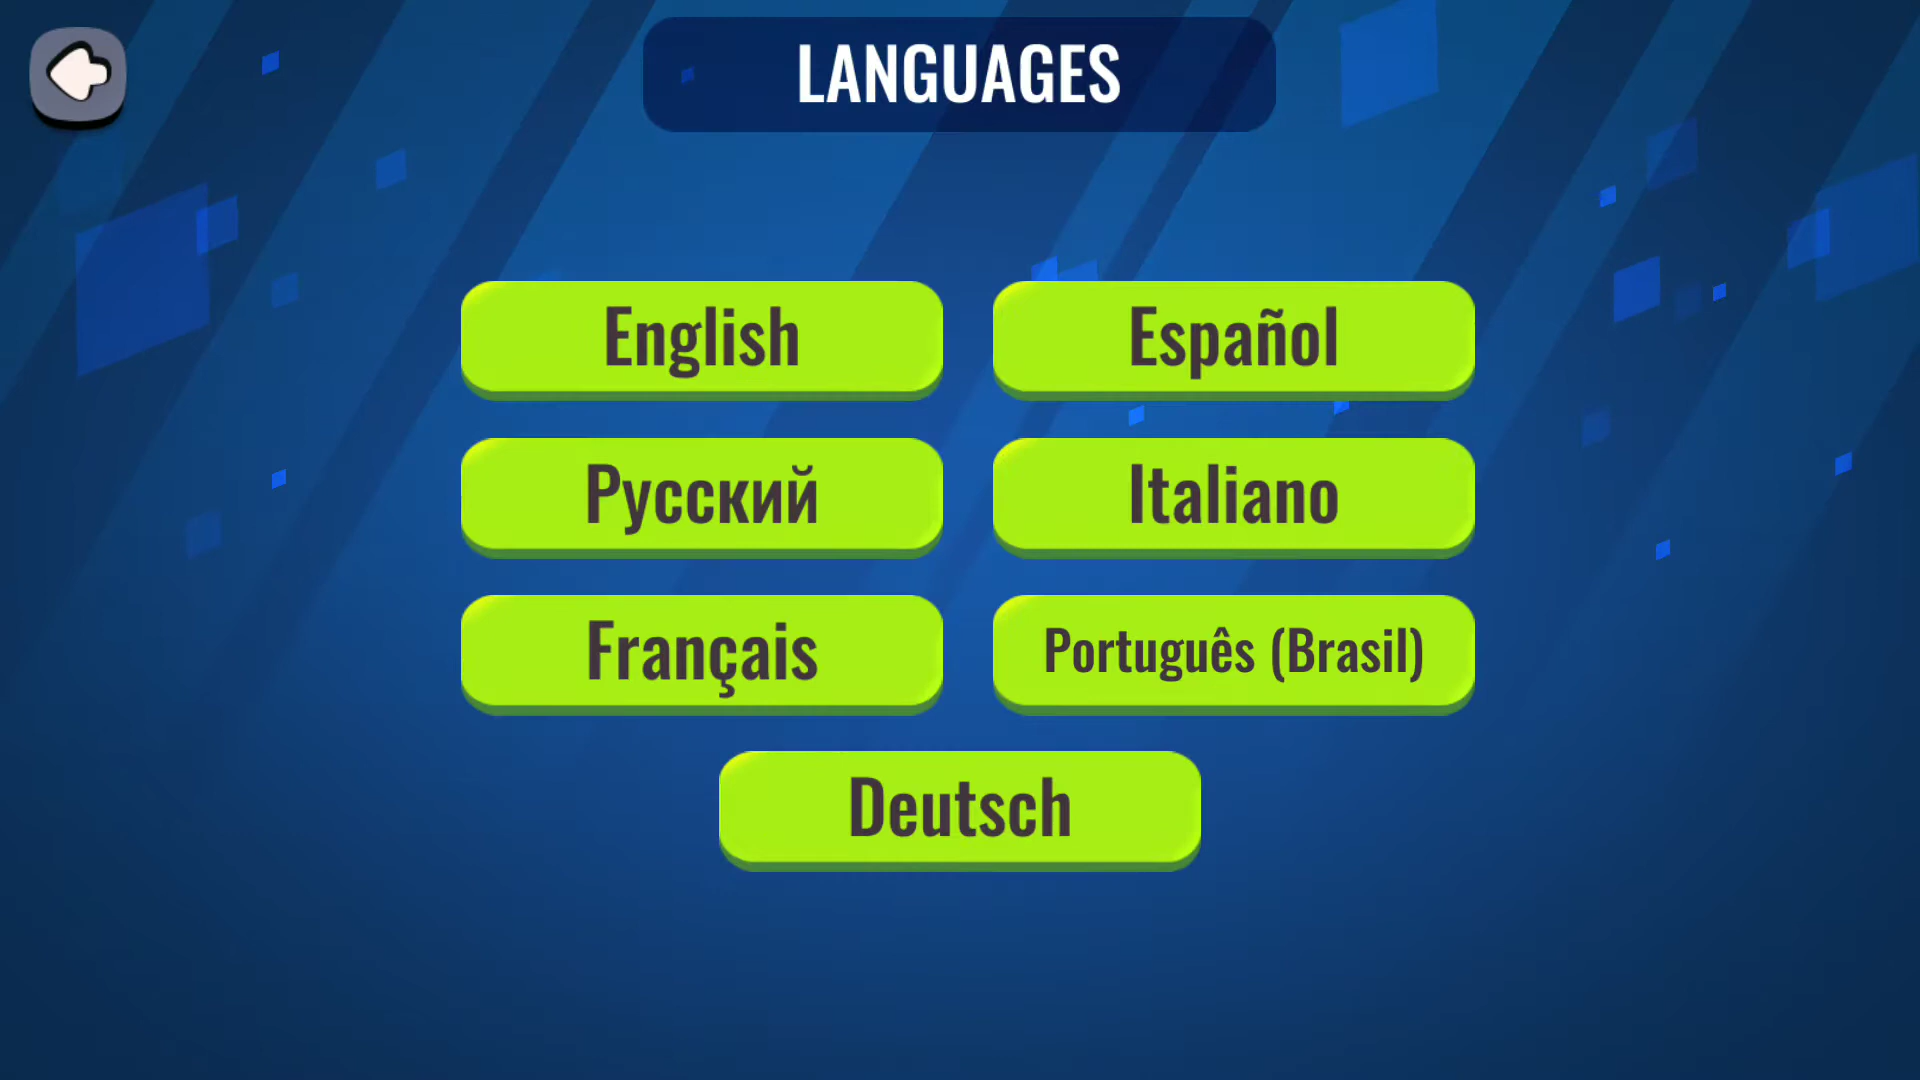 LANGUAGES
English
Español
Русский
Italiano
Français
Português (Brasil)
Deutsch